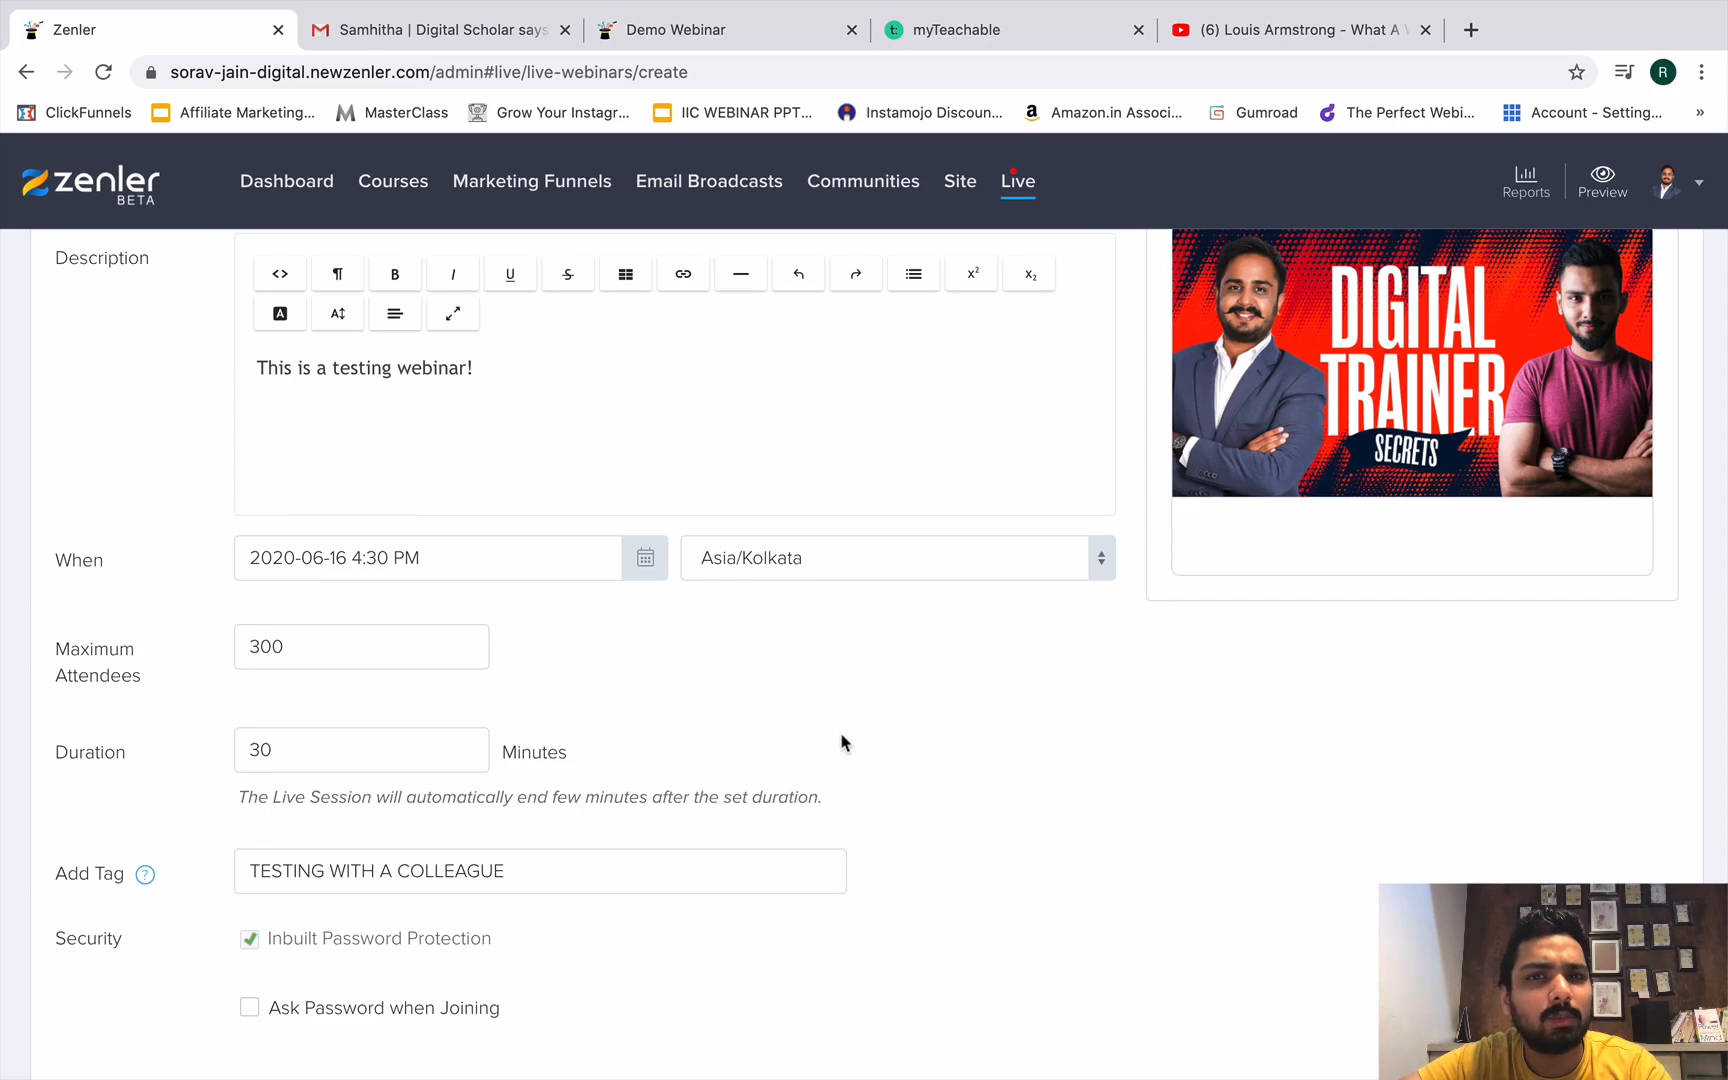 Zenler
Samhitha | Digital Scholar says
Demo Webinar
myTeachable
(6) Louis Armstrong - What A
sorav-jain-digital.newzenler.com/admin#live/live-webinars/create
R
ClickFunnels
Affiliate Marketing...
MasterClass
Grow Your Instagr...
IIC WEBINAR PPT...
Instamojo Discoun...
Amazon.in Associ...
Gumroad
The Perfect Webi...
Account - Setting...
»
zenler
BETA
Dashboard
Courses
Marketing Funnels
Email Broadcasts
Communities
Site
Live
Reports
Preview
Description
This is a testing webinar!
DIGITAL
TRAINER
SECRETS
When
2020-06-16 4:30 PM
Asia/Kolkata
Maximum
Attendees
300
Duration
30
Minutes
The Live Session will automatically end few minutes after the set duration.
Add Tag ?
TESTING WITH A COLLEAGUE
Security
Inbuilt Password Protection
Ask Password when Joining